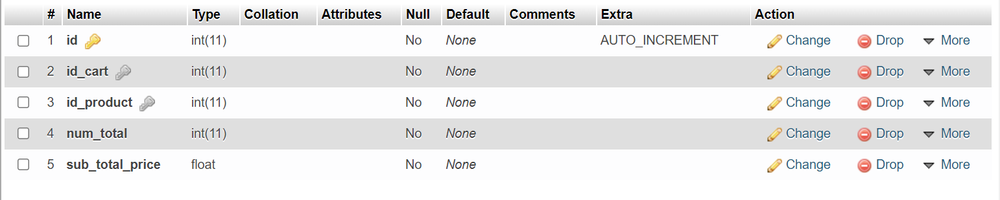 # Name Type Collation Attributes Null Default Comments Extra Action
1 id int(11) No None AUTO_INCREMENT Change Drop More
2 id_cart int(11) No None Change Drop More
3 id_product int(11) No None Change Drop More
4 num_total int(11) No None Change Drop More
5 sub_total_price float No None Change Drop More